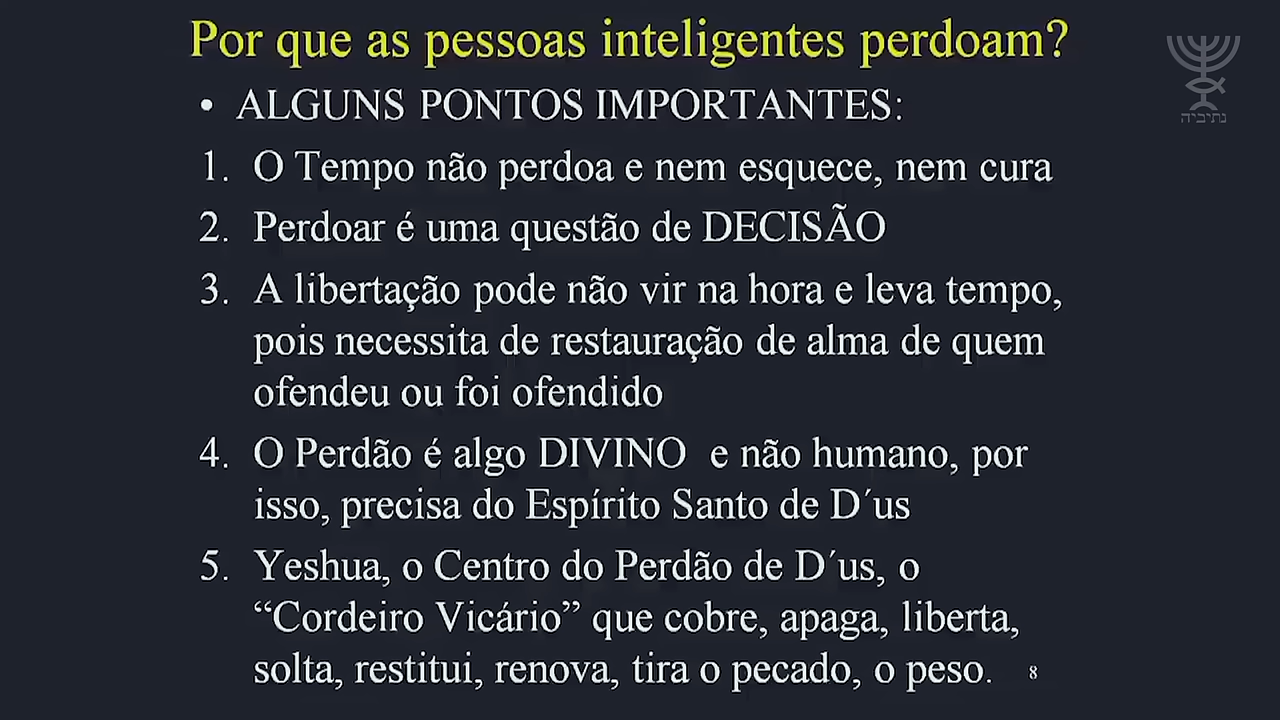 Por que as pessoas inteligentes perdoam?
• ALGUNS PONTOS IMPORTANTES:
1. O Tempo não perdoa e nem esquece, nem cura
2. Perdoar é uma questão de DECISÃO
3. A libertação pode não vir na hora e leva tempo,
pois necessita de restauração de alma de quem
ofendeu ou foi ofendido
4. O Perdão é algo DIVINO  e não humano, por
isso, precisa do Espírito Santo de D´us
5. Yeshua, o Centro do Perdão de D´us, o
“Cordeiro Vicário” que cobre, apaga, liberta,
solta, restitui, renova, tira o pecado, o peso.
8
נתיביה